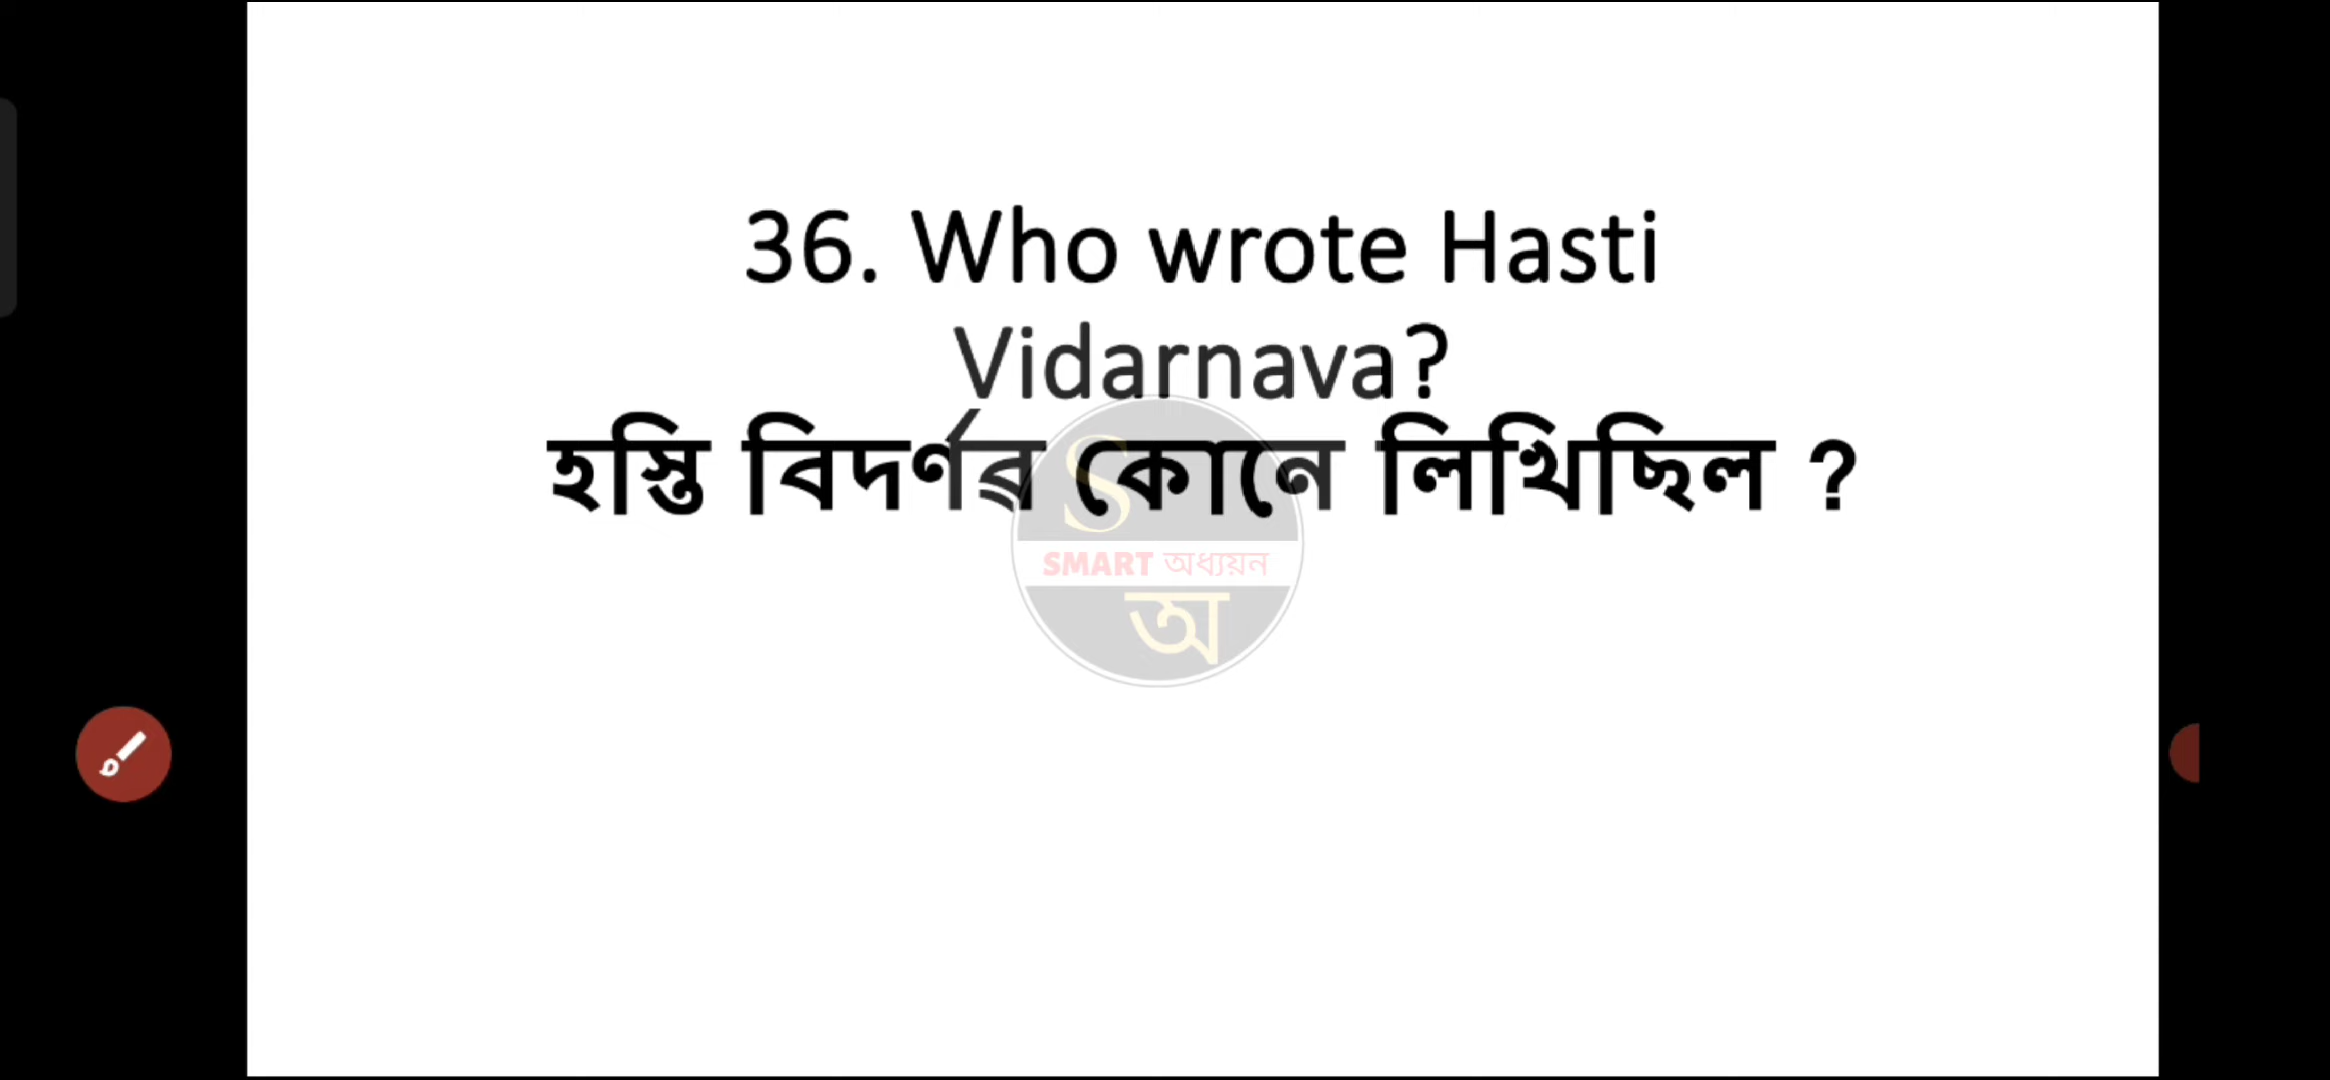 36. Who wrote Hasti
Vidarnava?
হস্তি বিদৰ্ণৱ কোনে লিখিছিল ?
S
SMART অধ্যয়ন
অ